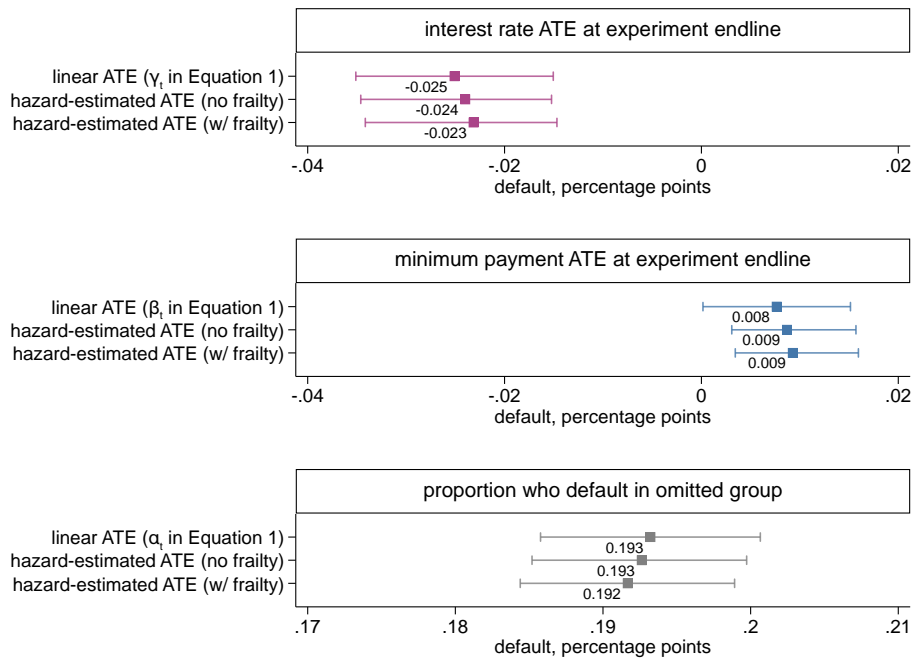 interest rate ATE at experiment endline
linear ATE (γt in Equation 1)
-0.025
hazard-estimated ATE (no frailty)
-0.024
hazard-estimated ATE (w/ frailty)
-0.023
-.04 -.02 0 .02
default, percentage points
minimum payment ATE at experiment endline
linear ATE (βt in Equation 1)
0.008
hazard-estimated ATE (no frailty)
0.009
hazard-estimated ATE (w/ frailty)
0.009
-.04 -.02 0 .02
default, percentage points
proportion who default in omitted group
linear ATE (αt in Equation 1)
0.193
hazard-estimated ATE (no frailty)
0.193
hazard-estimated ATE (w/ frailty)
0.192
.17 .18 .19 .2 .21
default, percentage points